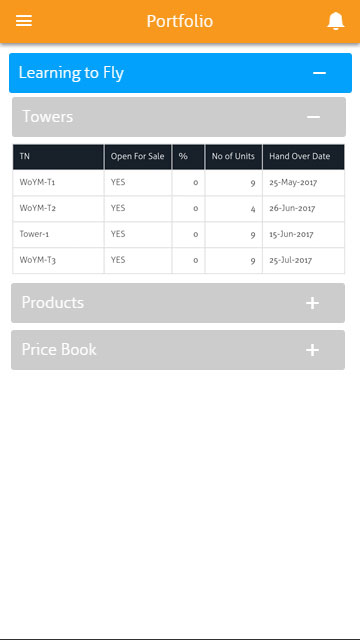 Portfolio
Learning to Fly
Towers
TN Open For Sale % No of Units Hand Over Date
WoYM-T1 YES 0 9 25-May-2017
WoYM-T2 YES 0 4 26-Jun-2017
Tower-1 YES 0 9 15-Jun-2017
WoYM-T3 YES 0 9 25-Jul-2017
Products
Price Book